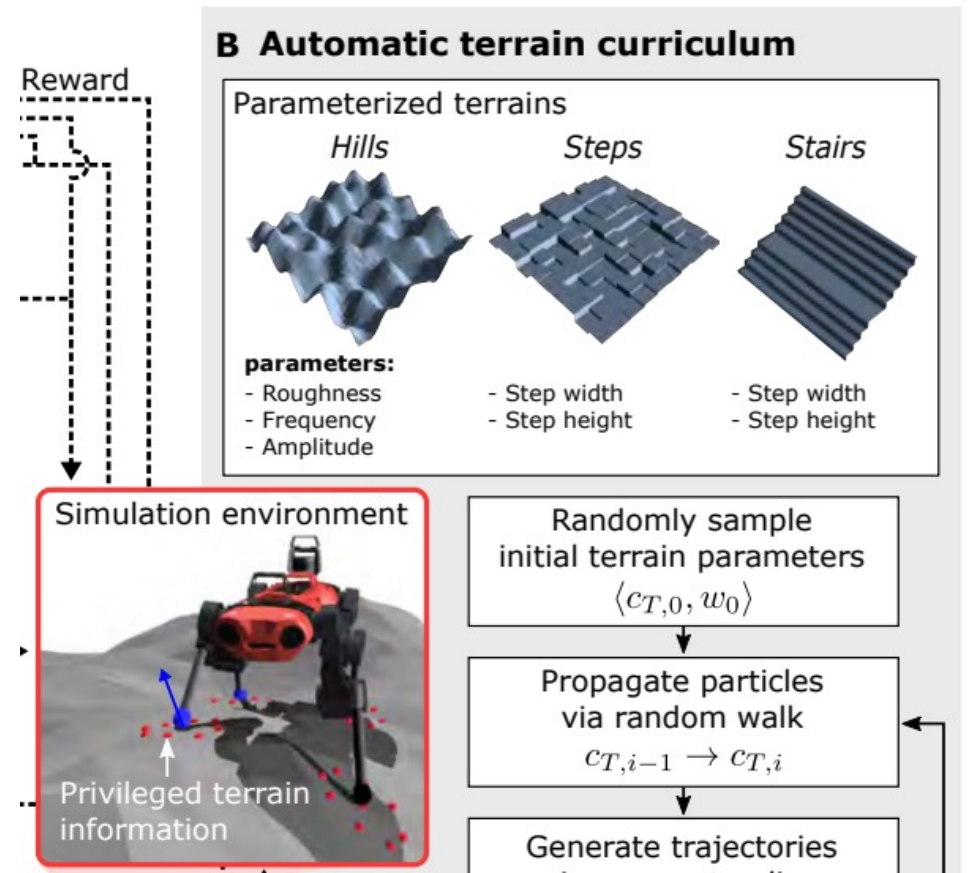 Reward
B Automatic terrain curriculum
Parameterized terrains
Hills
Steps
Stairs
parameters:
- Roughness
- Frequency
- Amplitude
- Step width
- Step height
- Step width
- Step height
Simulation environment
Privileged terrain
information
Randomly sample
initial terrain parameters
⟨c_{T,0}, w_0⟩
Propagate particles
via random walk
c_{T,i−1} → c_{T,i}
Generate trajectories